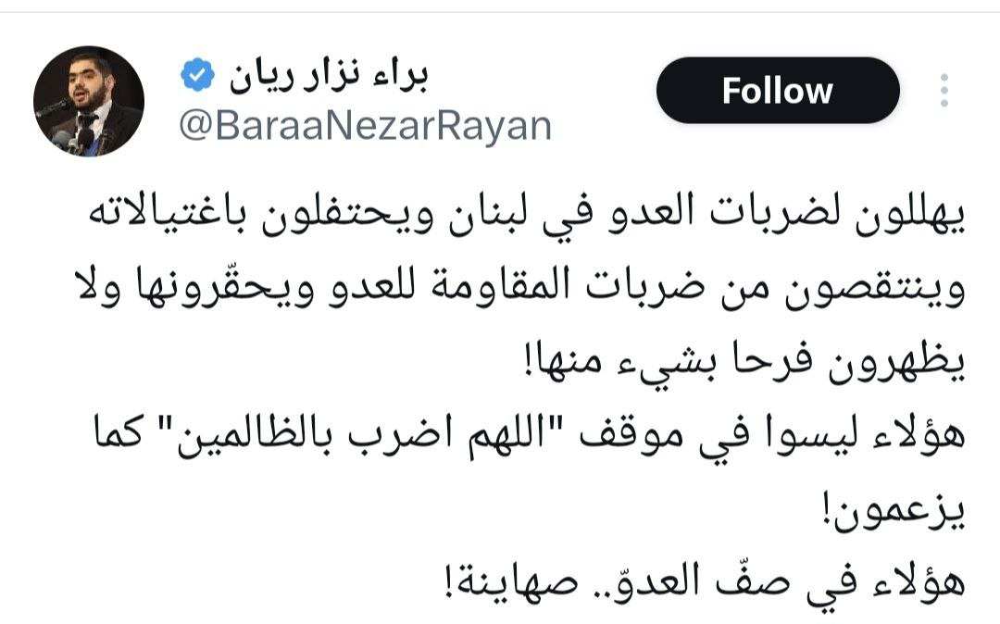 براء نزار ريان
Follow
@BaraaNezarRayan
يهللون لضربات العدو في لبنان ويحتفلون باغتيالاته
وينتقصون من ضربات المقاومة للعدو ويحقّرونها ولا
يظهرون فرحا بشيء منها!
هؤلاء ليسوا في موقف "اللهم اضرب بالظالمين" كما
يزعمون!
هؤلاء في صفّ العدوّ.. صهاينة!